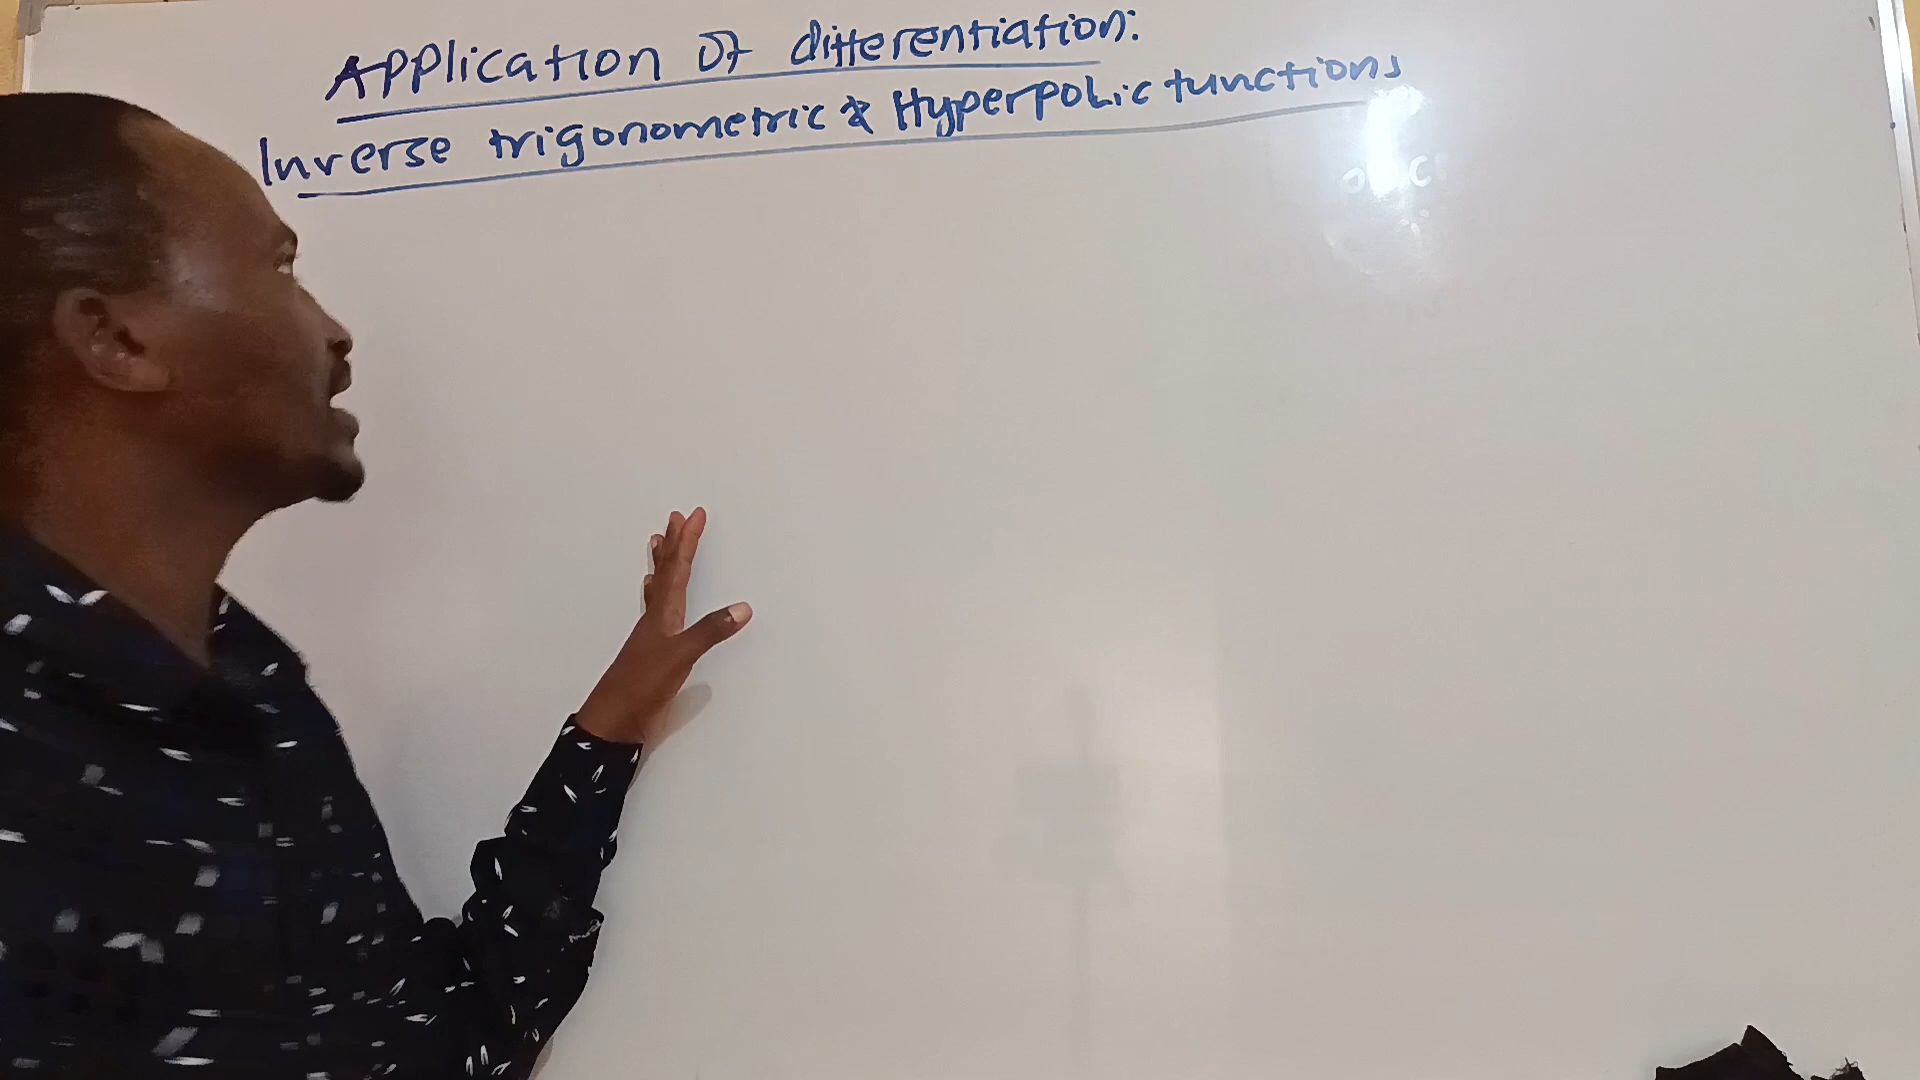 Application of differentiation:
Inverse trigonometric & Hyperpolic functions